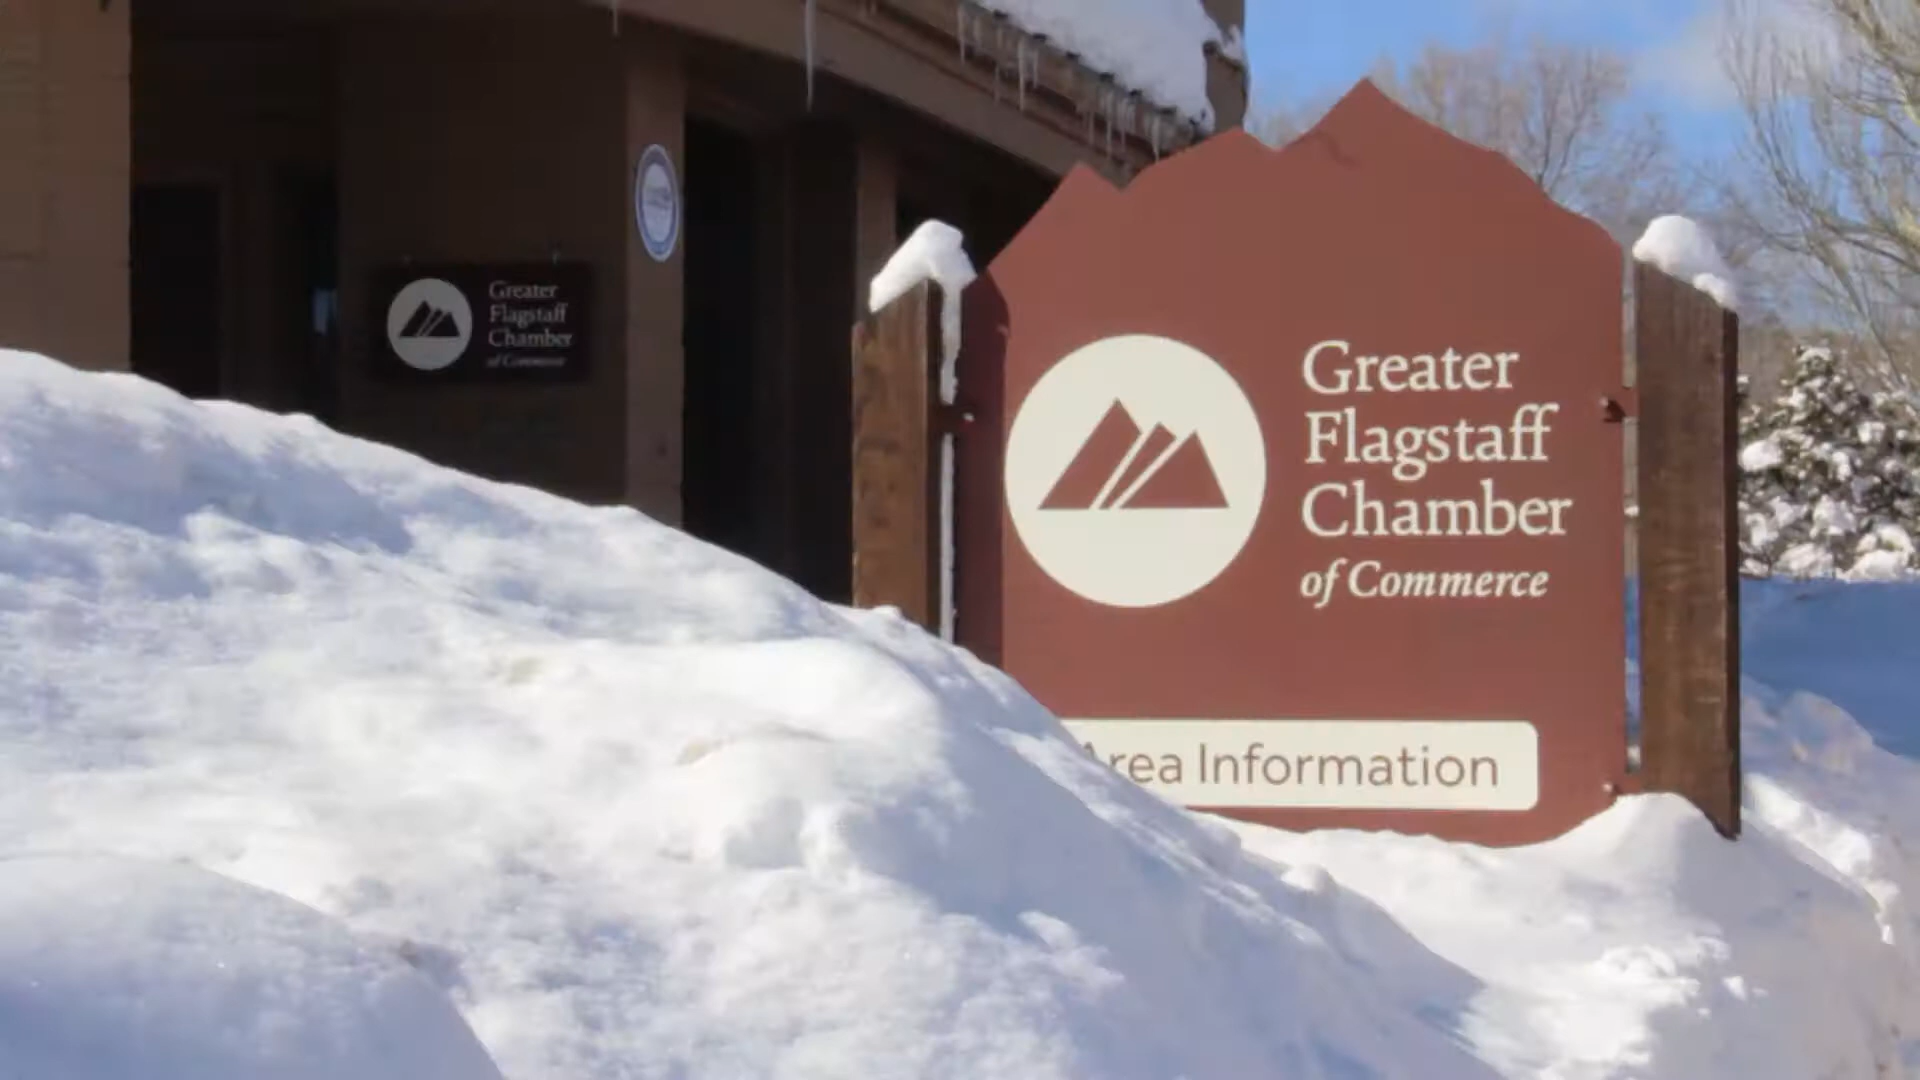 Greater
Flagstaff
Chamber
of Commerce
Greater
Flagstaff
Chamber
of Commerce
Area Information